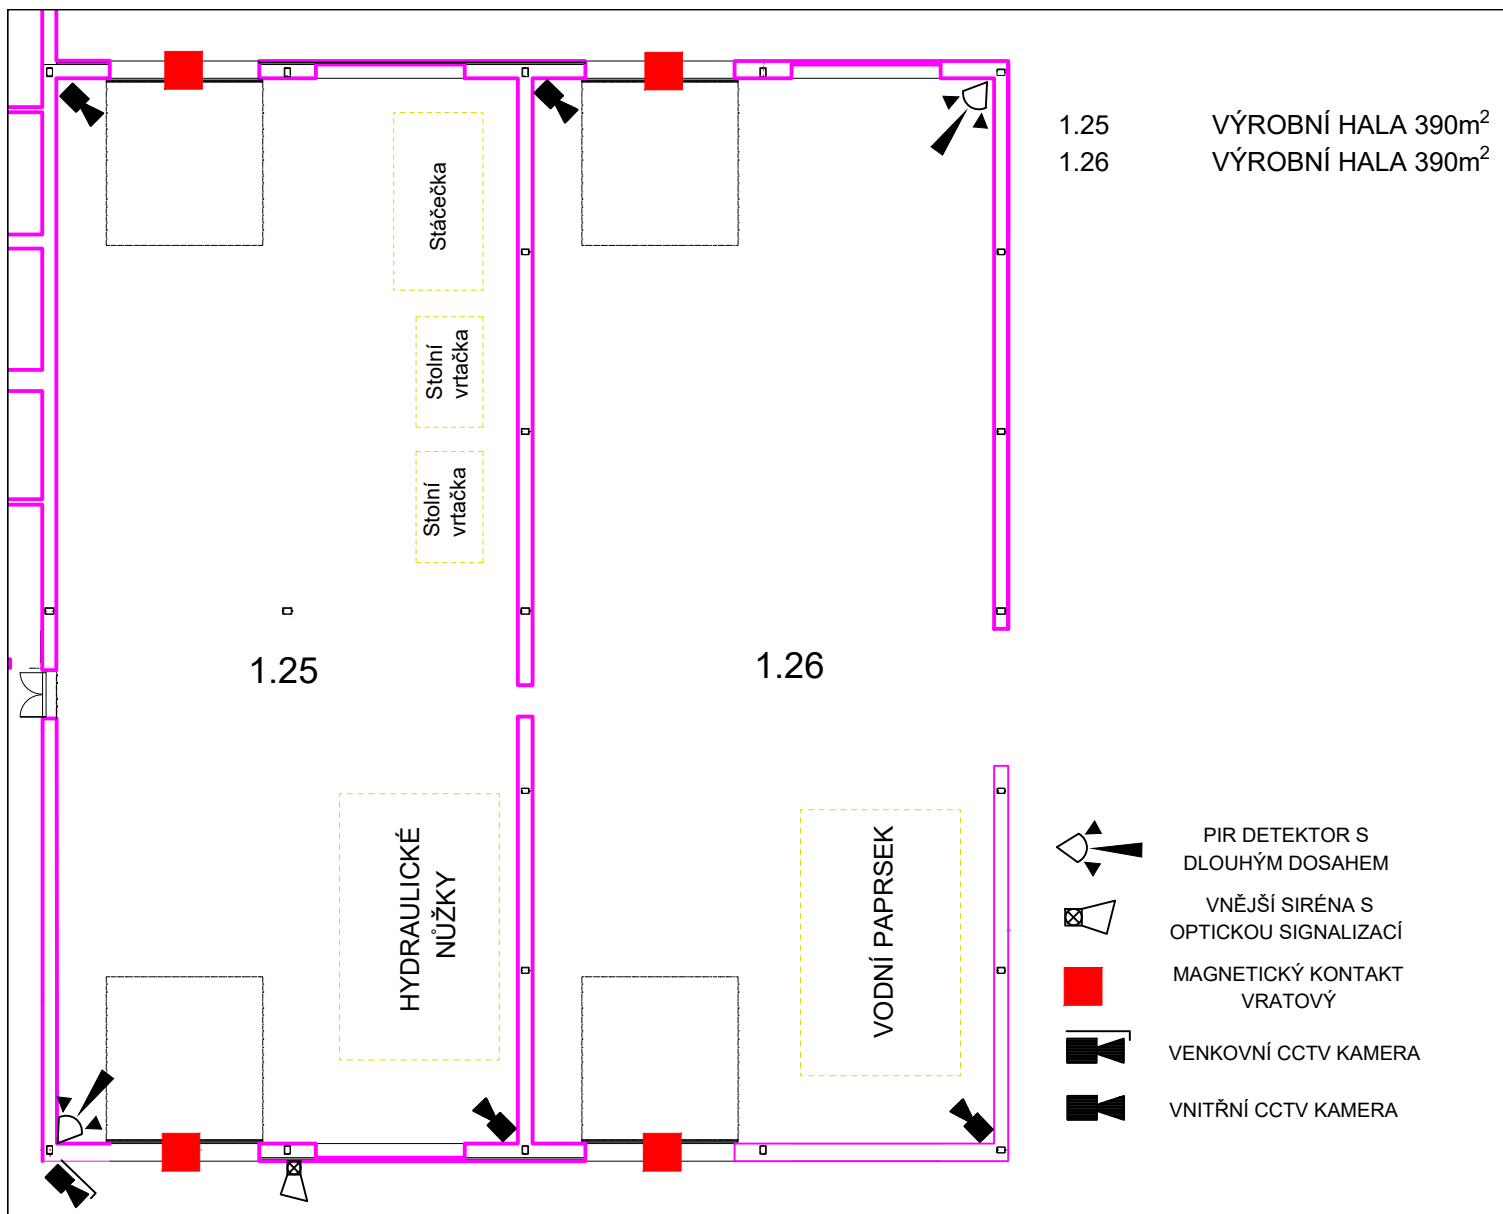 1.25 VÝROBNÍ HALA 390m²
1.26 VÝROBNÍ HALA 390m²
Stáčečka
Stolní
vrtačka
Stolní
vrtačka
1.25
1.26
HYDRAULICKÉ
NŮŽKY
VODNÍ PAPRSEK
PIR DETEKTOR S
DLOUHÝM DOSAHEM
VNĚJŠÍ SIRÉNA S
OPTICKOU SIGNALIZACÍ
MAGNETICKÝ KONTAKT
VRATOVÝ
VENKOVNÍ CCTV KAMERA
VNITŘNÍ CCTV KAMERA